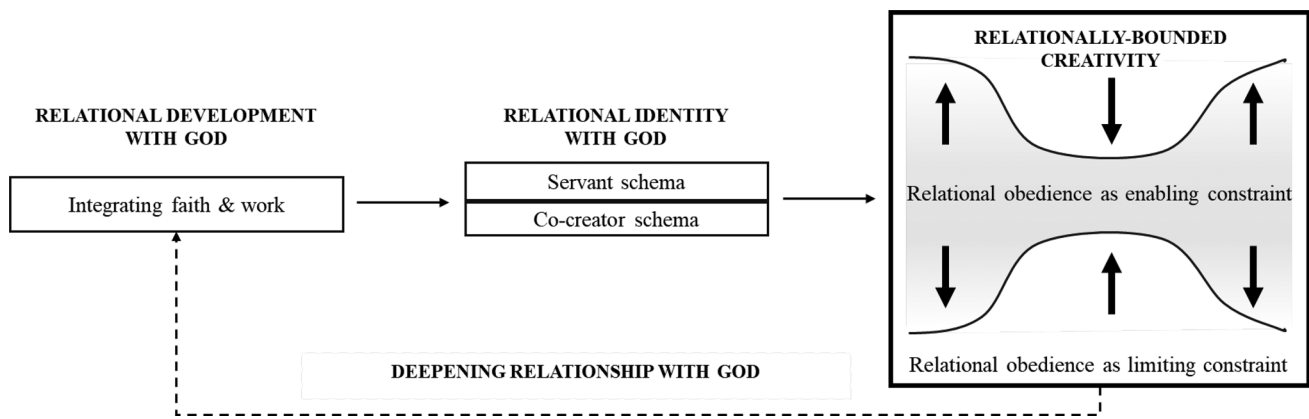 RELATIONAL DEVELOPMENT
WITH GOD
Integrating faith & work
RELATIONAL IDENTITY
WITH GOD
Servant schema
Co-creator schema
RELATIONALLY-BOUNDED
CREATIVITY
Relational obedience as enabling constraint
Relational obedience as limiting constraint
DEEPENING RELATIONSHIP WITH GOD